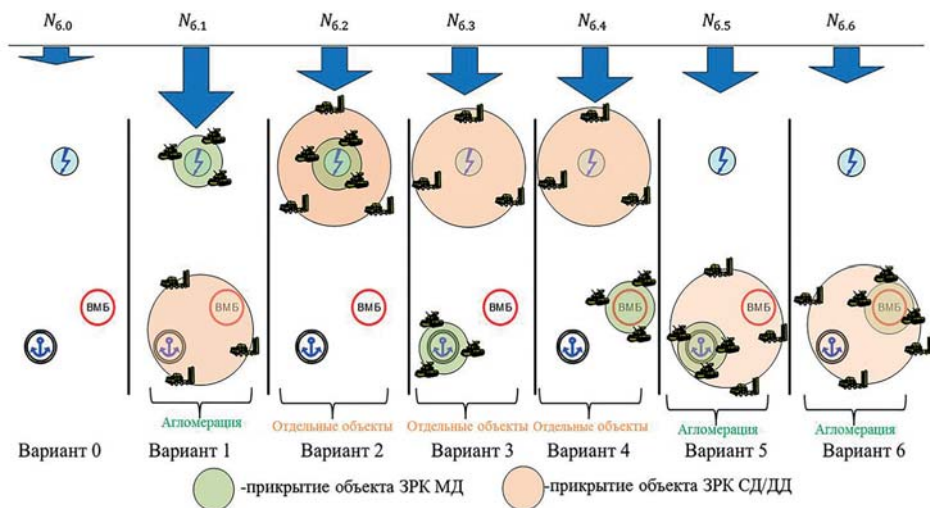 N6.0 N6.1 N6.2 N6.3 N6.4 N6.5 N6.6
ВМБ ВМБ ВМБ ВМБ ВМБ ВМБ ВМБ
Агломерация Отдельные объекты Отдельные объекты Отдельные объекты Агломерация Агломерация
Вариант 0 Вариант 1 Вариант 2 Вариант 3 Вариант 4 Вариант 5 Вариант 6
-прикрытие объекта ЗРК МД -прикрытие объекта ЗРК СД/ДД